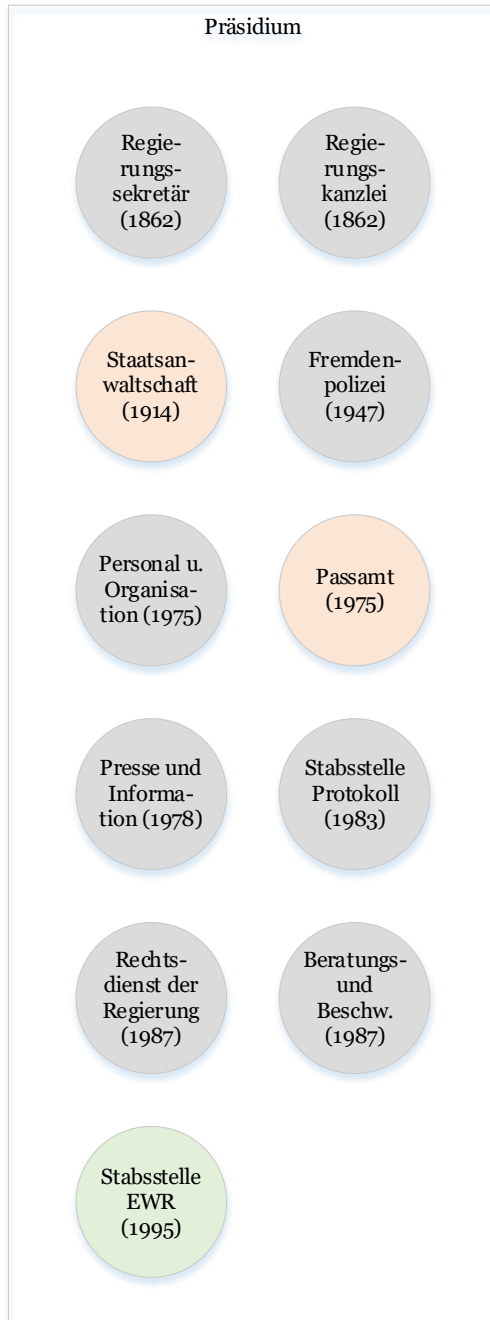 Präsidium
Regie-
rungs-
sekretär
(1862)
Regie-
rungs-
kanzlei
(1862)
Staatsan-
waltschaft
(1914)
Fremden-
polizei
(1947)
Personal u.
Organisa-
tion (1975)
Passamt
(1975)
Presse und
Informa-
tion (1978)
Stabsstelle
Protokoll
(1983)
Rechts-
dienst der
Regierung
(1987)
Beratungs-
und
Beschw.
(1987)
Stabsstelle
EWR
(1995)